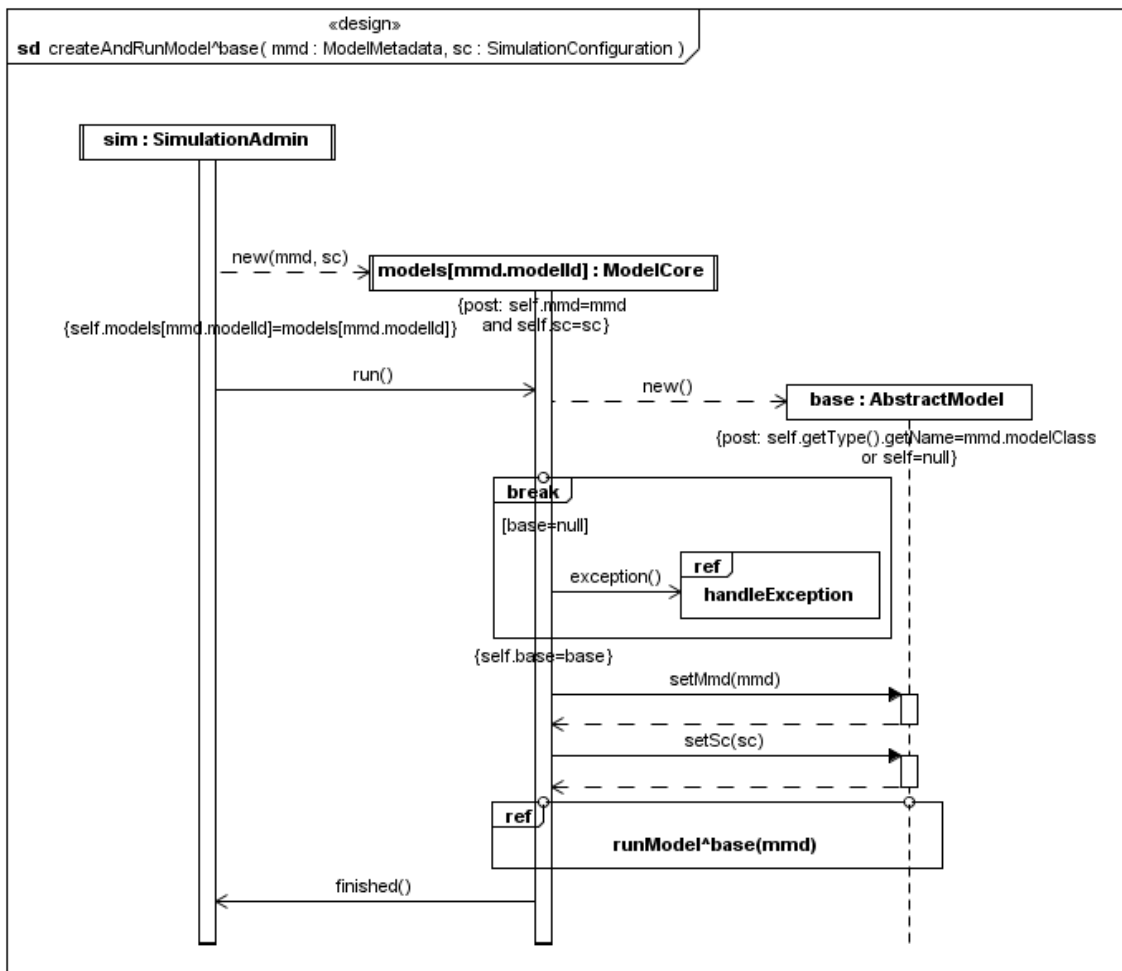 «design»
sd createAndRunModel^base( mmd : ModelMetadata, sc : SimulationConfiguration )
sim : SimulationAdmin
new(mmd, sc)
models[mmd.modelId] : ModelCore
{post: self.mmd=mmd
and self.sc=sc}
{self.models[mmd.modelId]=models[mmd.modelId]}
run()
new()
base : AbstractModel
{post: self.getType().getName=mmd.modelClass
or self=null}
break
[base=null]
exception()
ref
handleException
{self.base=base}
setMmd(mmd)
setSc(sc)
ref
runModel^base(mmd)
finished()